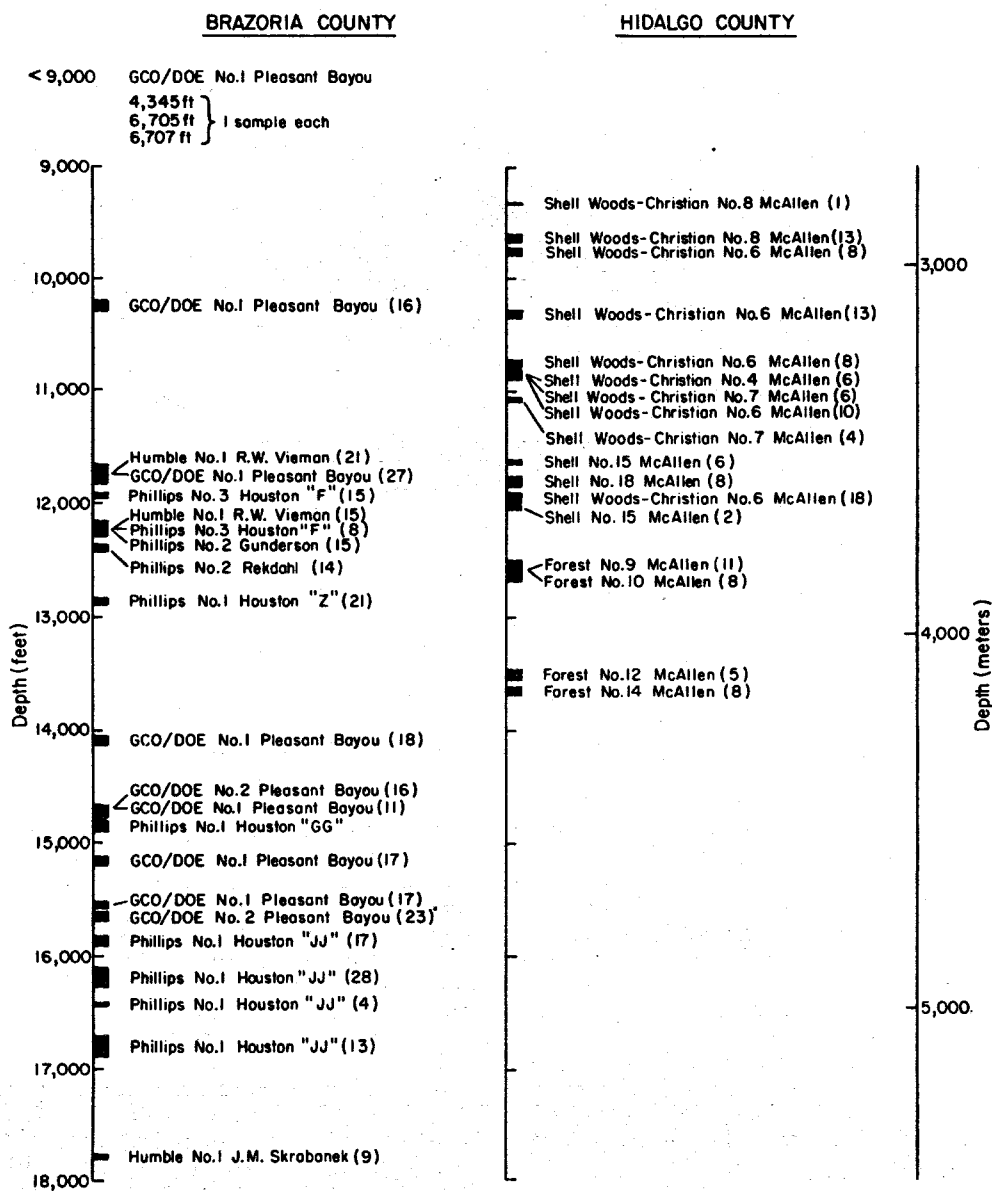 BRAZORIA COUNTY
< 9,000 GCO/DOE No.1 Pleasant Bayou
4,345 ft
6,705 ft } 1 sample each
6,707 ft
9,000
10,000
GCO/DOE No.1 Pleasant Bayou (16)
11,000
Humble No.1 R.W. Vieman (21)
GCO/DOE No.1 Pleasant Bayou (27)
Phillips No.3 Houston "F" (15)
12,000
Humble No.1 R.W. Vieman (15)
Phillips No.3 Houston "F" (8)
Phillips No.2 Gunderson (15)
Phillips No.2 Rekdahl (14)
Phillips No.1 Houston "Z" (21)
13,000
Depth (feet)
14,000
GCO/DOE No.1 Pleasant Bayou (18)
GCO/DOE No.2 Pleasant Bayou (16)
GCO/DOE No.1 Pleasant Bayou (11)
Phillips No.1 Houston "GG"
15,000
GCO/DOE No.1 Pleasant Bayou (17)
GCO/DOE No.1 Pleasant Bayou (17)
GCO/DOE No.2 Pleasant Bayou (23)
Phillips No.1 Houston "JJ" (17)
16,000
Phillips No.1 Houston "JJ" (28)
Phillips No.1 Houston "JJ" (4)
Phillips No.1 Houston "JJ" (13)
17,000
Humble No.1 J.M. Skrabanek (9)
18,000
HIDALGO COUNTY
Shell Woods-Christian No.8 McAllen (1)
Shell Woods-Christian No.8 McAllen (13)
Shell Woods-Christian No.6 McAllen (8)
Shell Woods-Christian No.6 McAllen (13)
Shell Woods-Christian No.6 McAllen (8)
Shell Woods-Christian No.4 McAllen (6)
Shell Woods-Christian No.7 McAllen (6)
Shell Woods-Christian No.6 McAllen (10)
Shell Woods-Christian No.7 McAllen (4)
Shell No.15 McAllen (6)
Shell No.18 McAllen (8)
Shell Woods-Christian No.6 McAllen (18)
Shell No.15 McAllen (2)
Forest No.9 McAllen (11)
Forest No.10 McAllen (8)
Forest No.12 McAllen (5)
Forest No.14 McAllen (8)
3,000
4,000
Depth (meters)
5,000